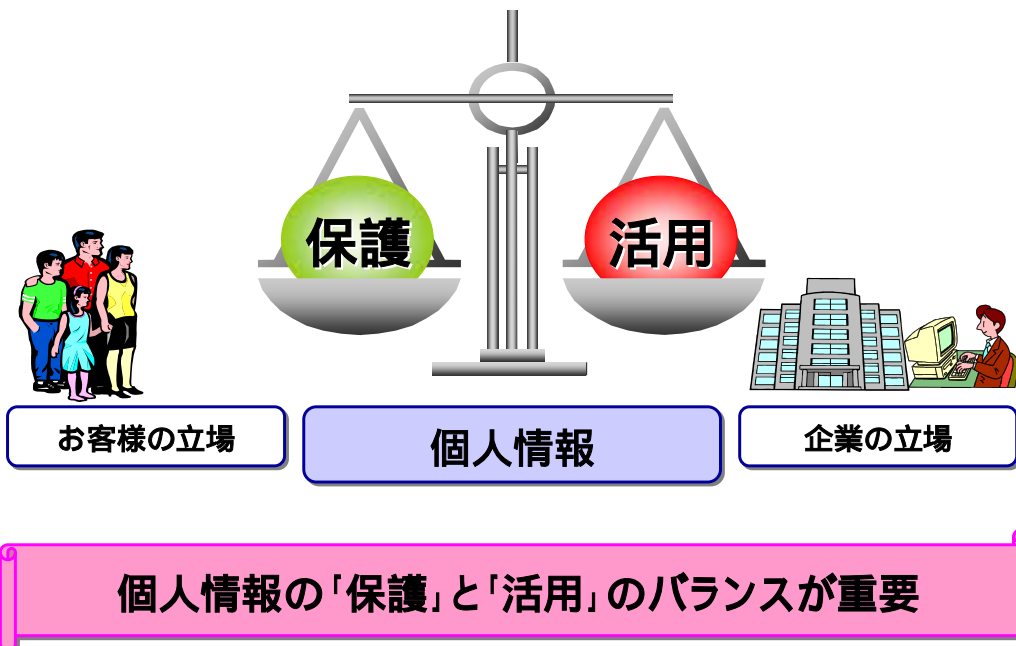 保護
活用
お客様の立場
個人情報
企業の立場
個人情報の「保護」と「活用」のバランスが重要